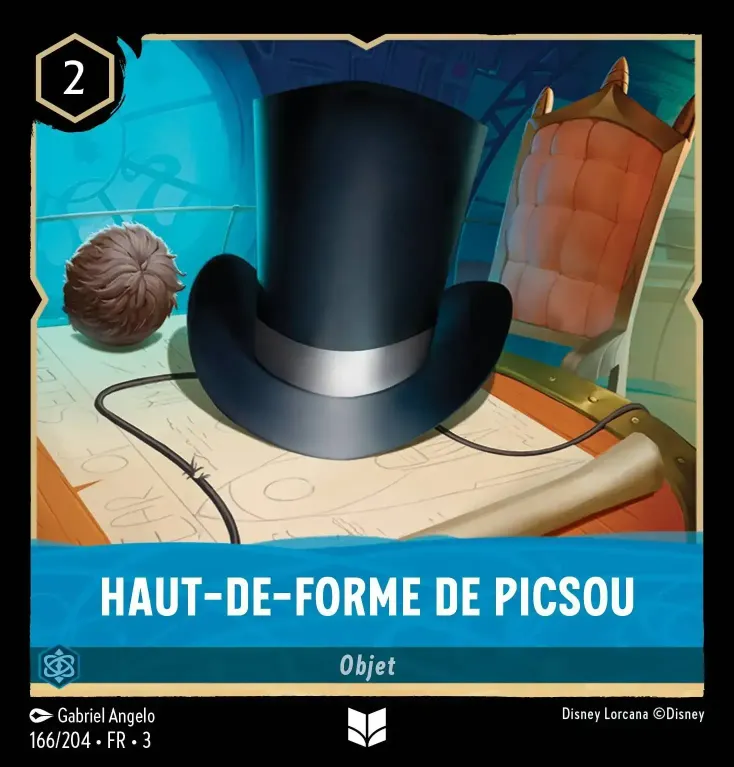 2
HAUT-DE-FORME DE PICSOU
Objet
Gabriel Angelo
Disney Lorcana ©Disney
166/204 • FR • 3